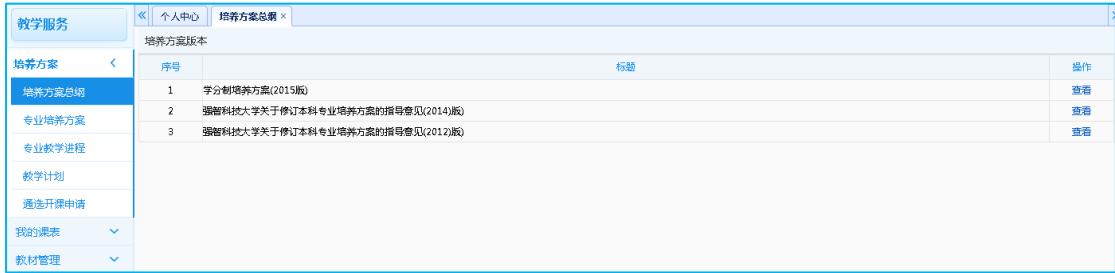 教学服务
培养方案
培养方案总纲
专业培养方案
专业教学进程
教学计划
通选开课申请
我的课表
教材管理
个人中心 培养方案总纲 ×
培养方案版本
序号 标题 操作
1 学分制培养方案(2015版) 查看
2 强智科技大学关于修订本科专业培养方案的指导意见(2014)版) 查看
3 强智科技大学关于修订本科专业培养方案的指导意见(2012)版) 查看